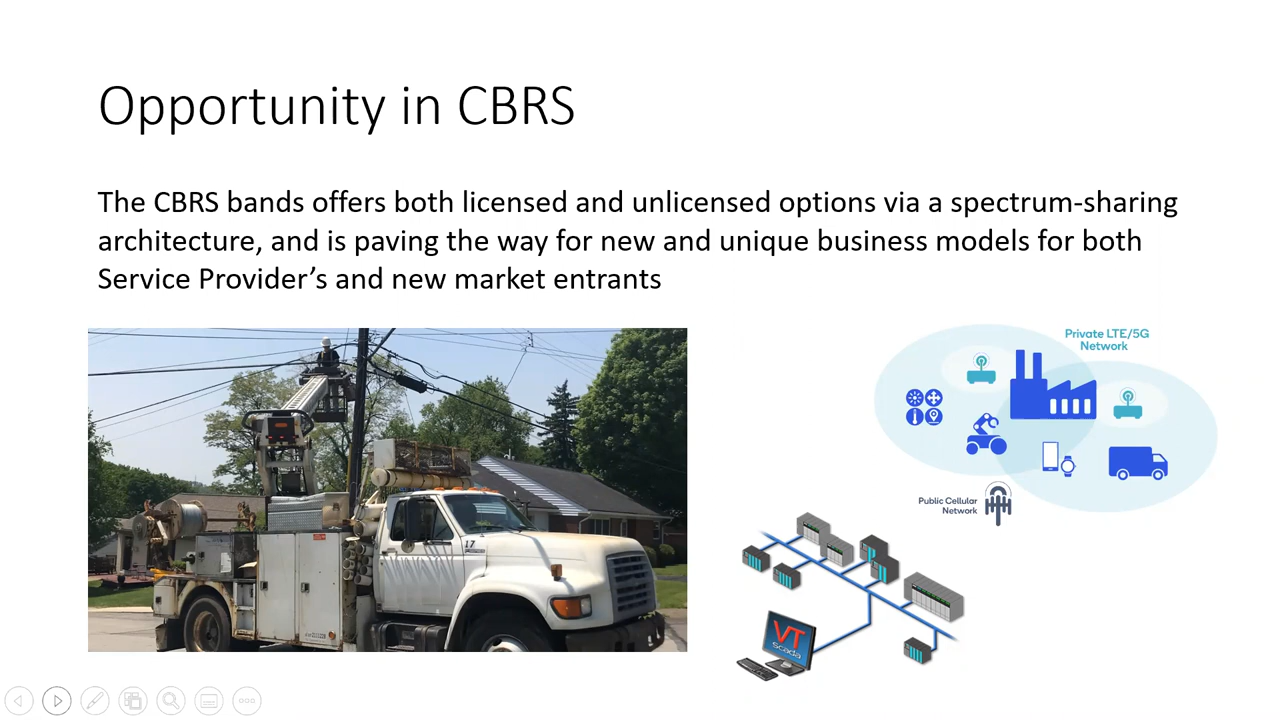 Opportunity in CBRS
The CBRS bands offers both licensed and unlicensed options via a spectrum-sharing
architecture, and is paving the way for new and unique business models for both
Service Provider’s and new market entrants
Private LTE/5G
Network
17
Public Cellular
Network
VT
scada